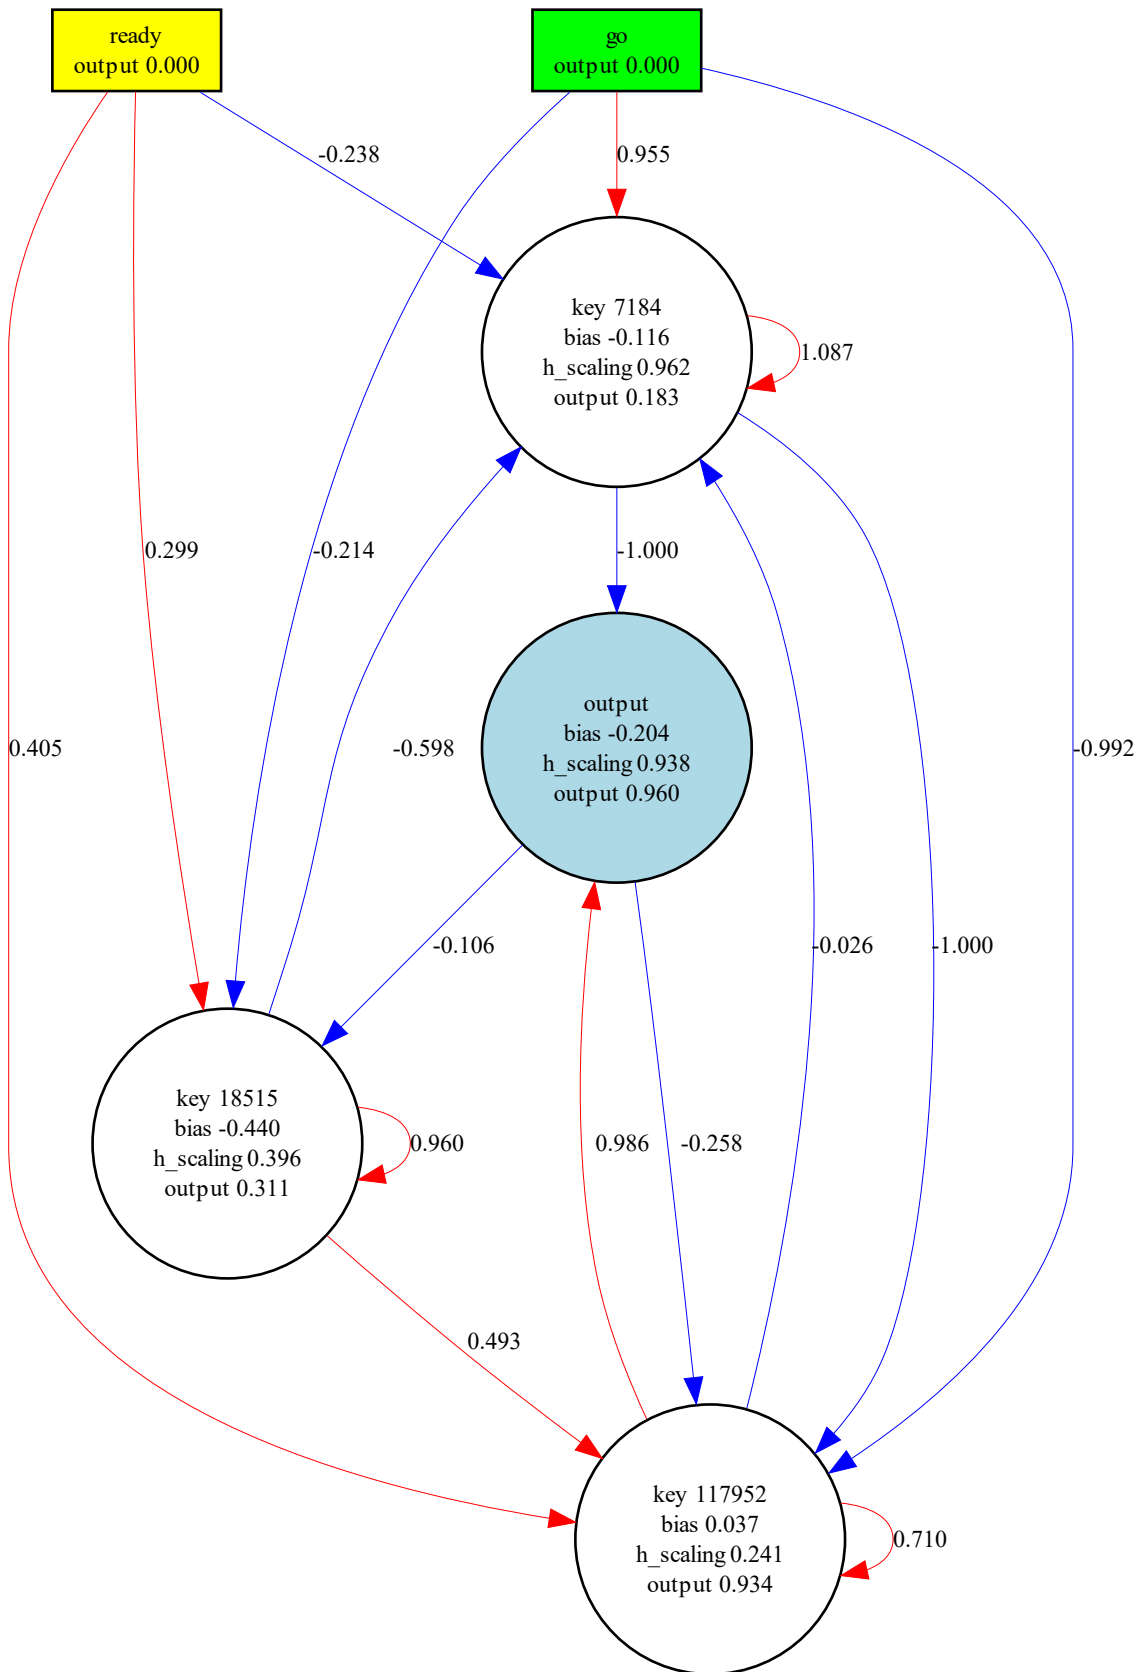 ready
output 0.000
go
output 0.000
-0.238
0.955
key 7184
bias -0.116
h_scaling 0.962
output 0.183
1.087
0.299
-0.214
-1.000
output
bias -0.204
h_scaling 0.938
output 0.960
0.405
-0.598
-0.992
-0.106
-0.026
-1.000
key 18515
bias -0.440
h_scaling 0.396
output 0.311
0.960
0.986
-0.258
0.493
key 117952
bias 0.037
h_scaling 0.241
output 0.934
0.710